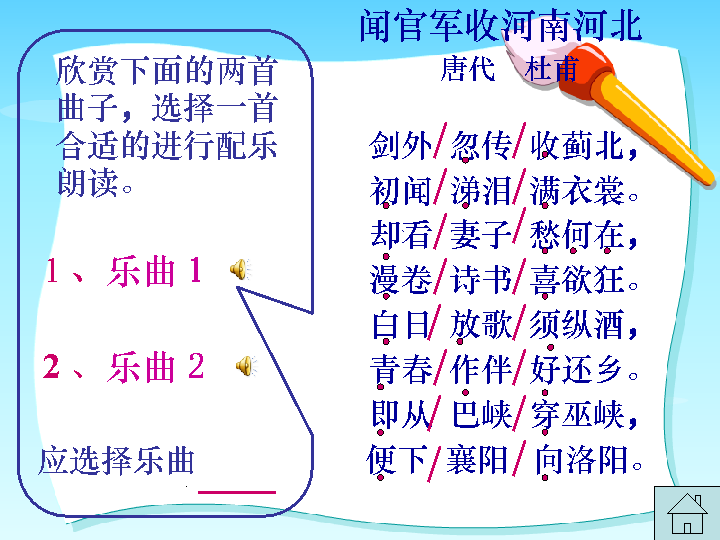 欣赏下面的两首
曲子，选择一首
合适的进行配乐
朗读。
1、乐曲1
2、乐曲2
应选择乐曲
闻官军收河南河北
唐代 杜甫
剑外/忽传/收蓟北，
初闻/涕泪/满衣裳。
却看/妻子/愁何在，
漫卷/诗书/喜欲狂。
白日/放歌/须纵酒，
青春/作伴/好还乡。
即从/巴峡/穿巫峡，
便下/襄阳/向洛阳。